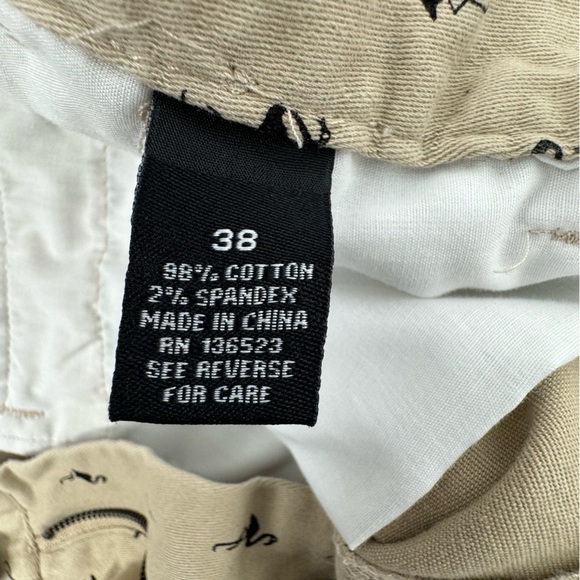 38
98% COTTON
2% SPANDEX
MADE IN CHINA
RN 136523
SEE REVERSE
FOR CARE